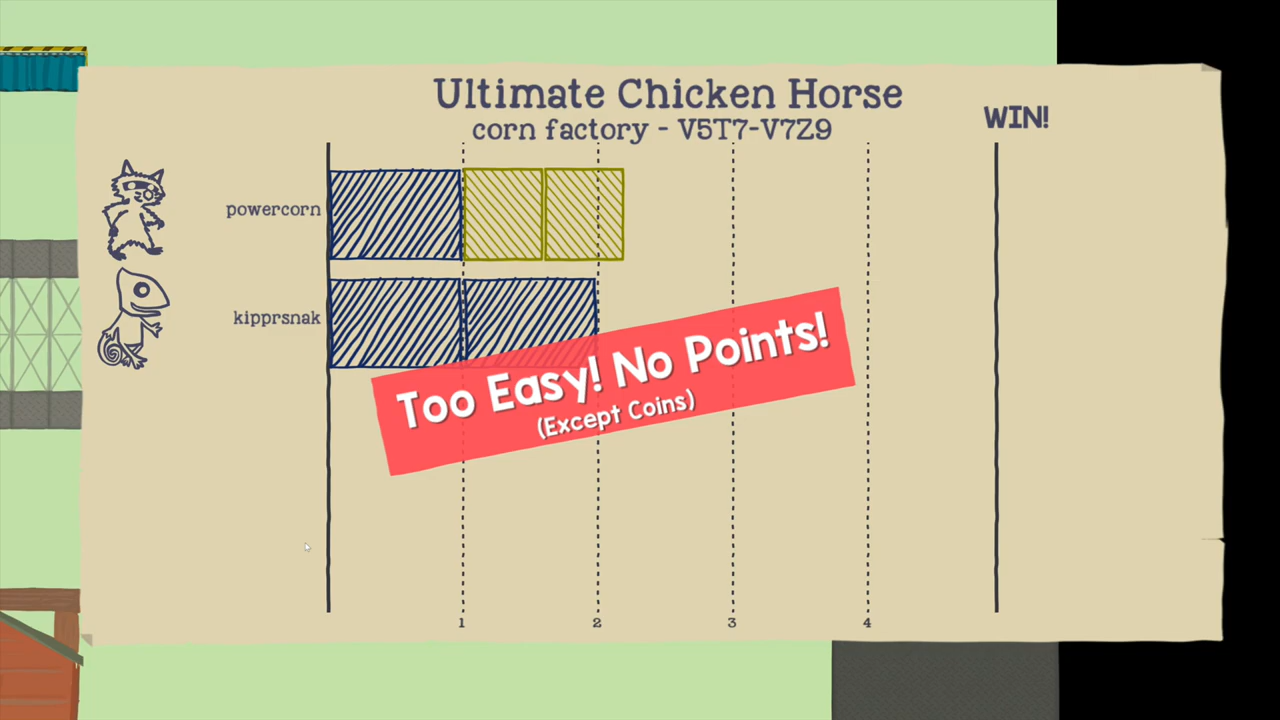 Ultimate Chicken Horse
corn factory - V5T7-V7Z9
WIN!
powercorn
kipprsnak
Too Easy! No Points!
(Except Coins)
1 2 3 4